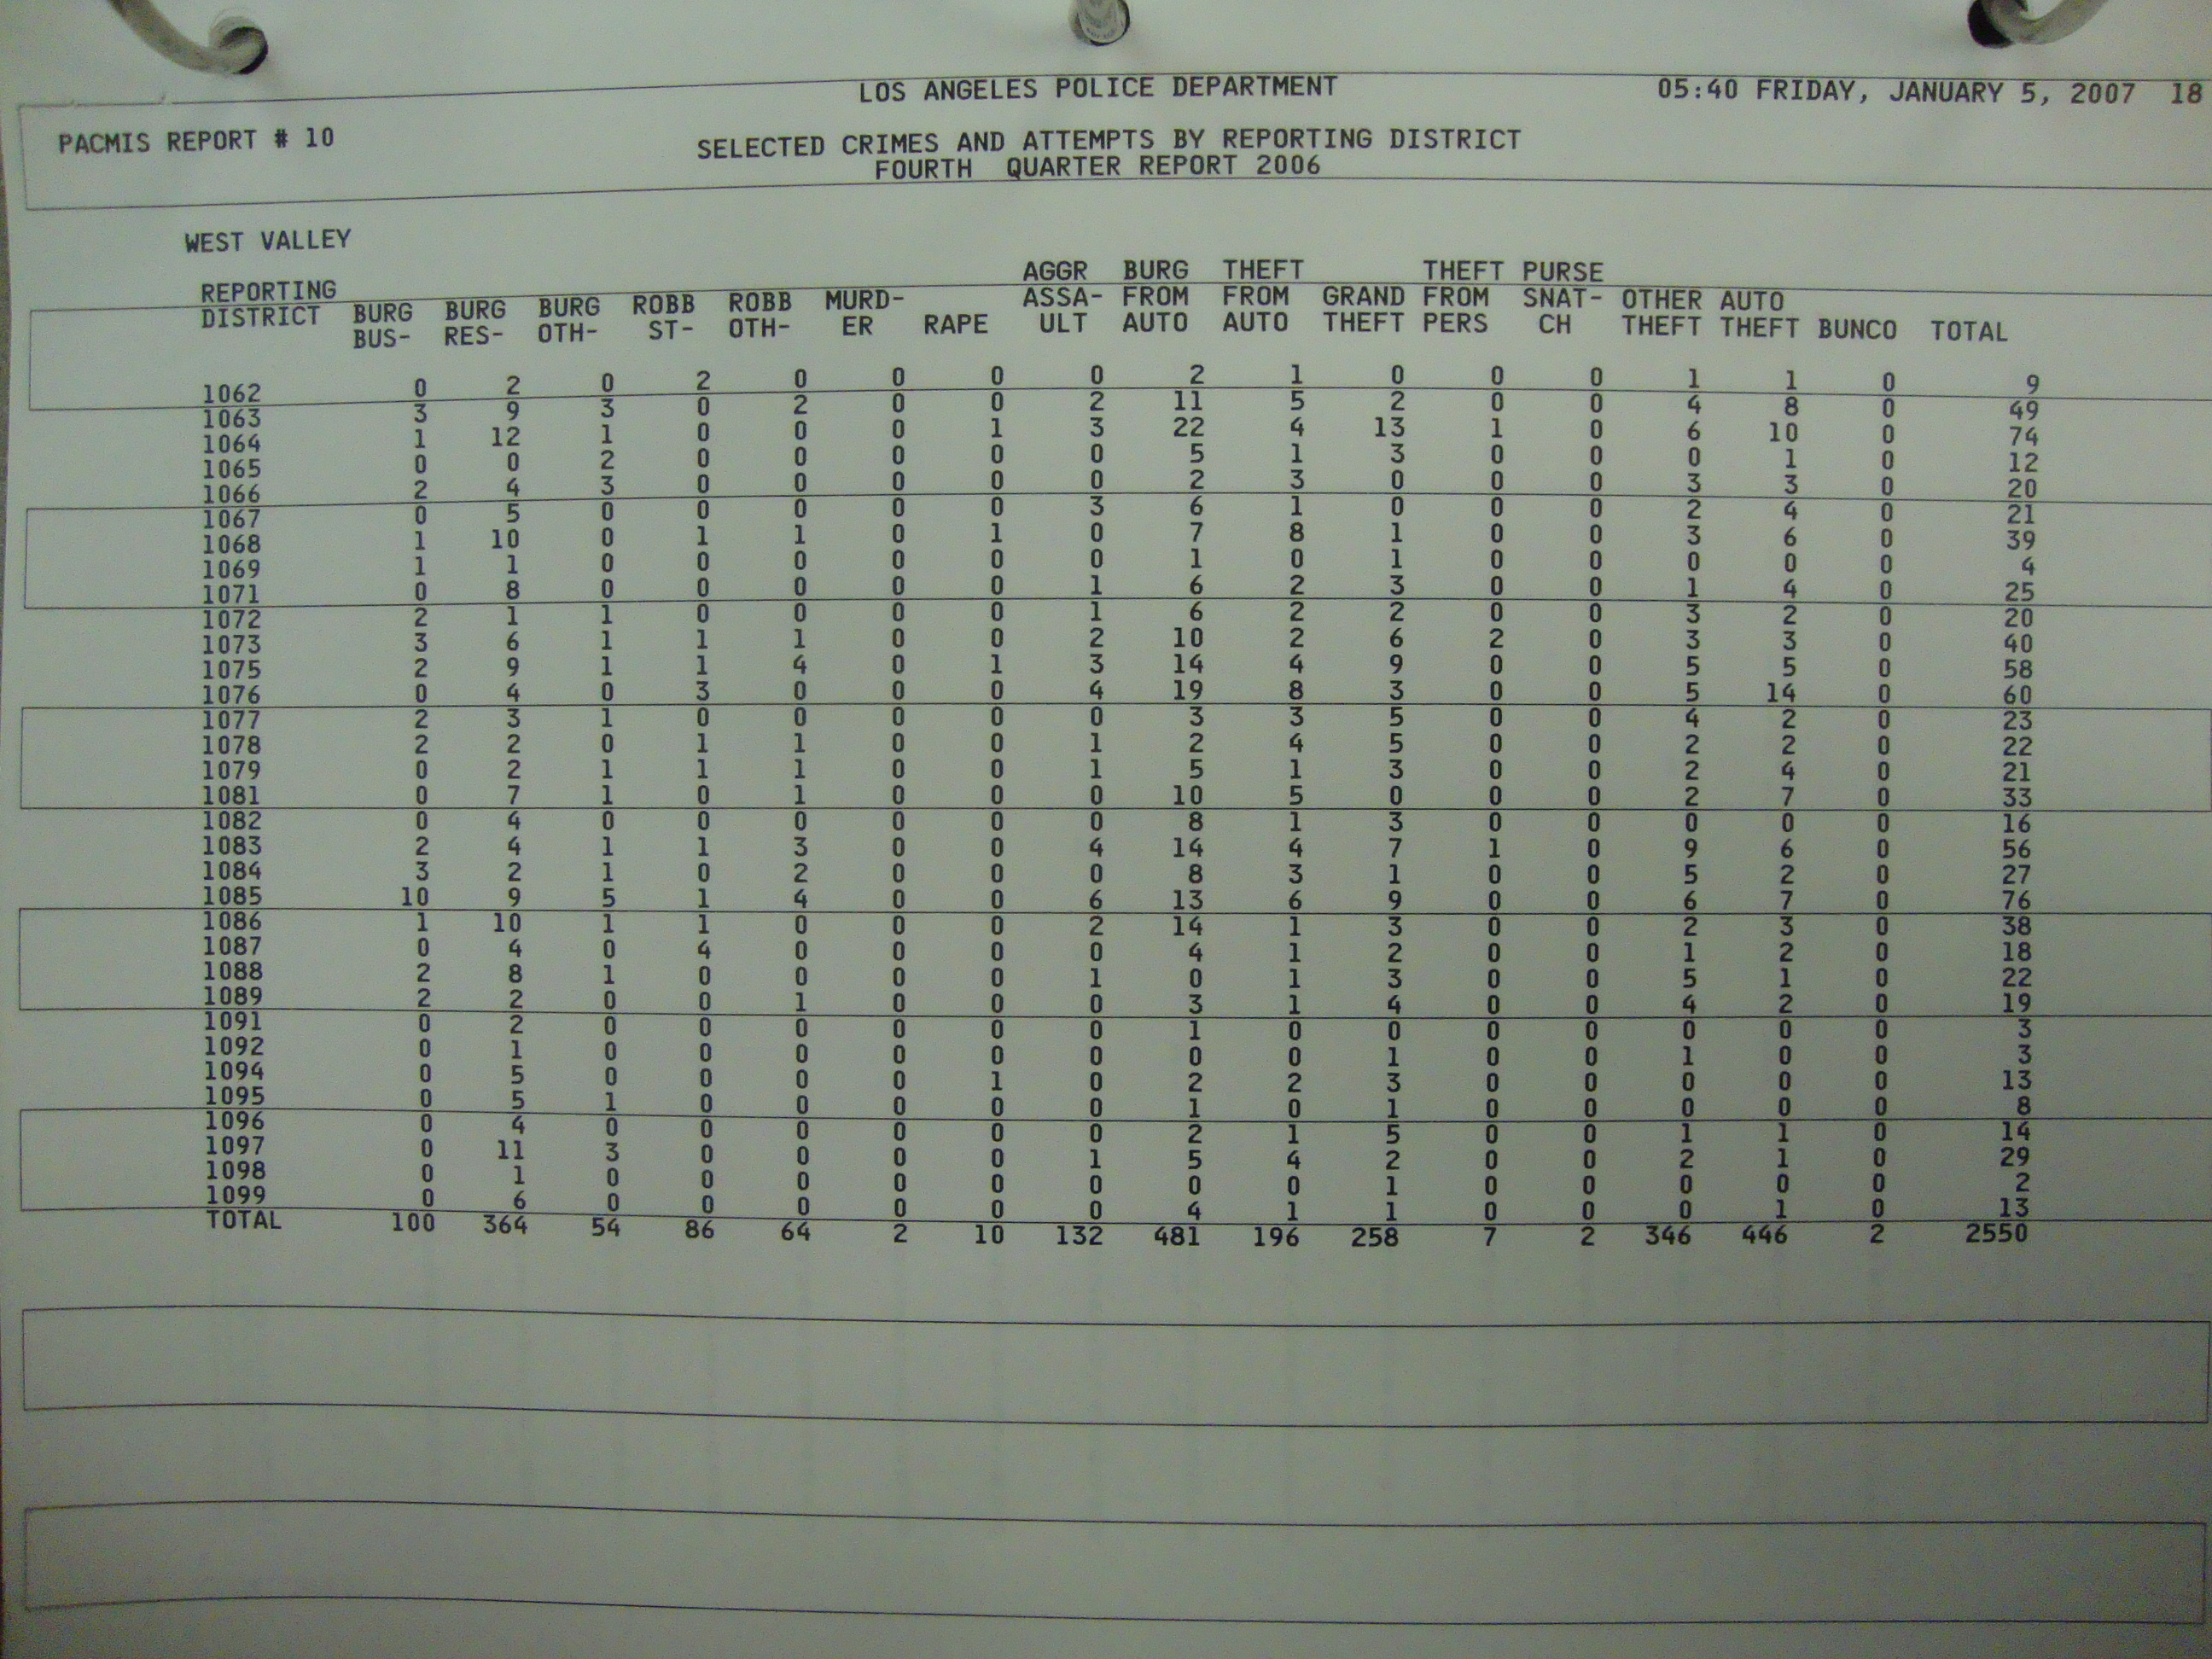 LOS ANGELES POLICE DEPARTMENT 05:40 FRIDAY, JANUARY 5, 2007 18
PACMIS REPORT # 10
SELECTED CRIMES AND ATTEMPTS BY REPORTING DISTRICT
FOURTH QUARTER REPORT 2006
WEST VALLEY
AGGR BURG THEFT THEFT PURSE
REPORTING BURG BURG BURG ROBB ROBB MURD- ASSA- FROM FROM GRAND FROM SNAT- OTHER AUTO
DISTRICT BUS- RES- OTH- ST- OTH- ER RAPE ULT AUTO AUTO THEFT PERS CH THEFT THEFT BUNCO TOTAL
1062 0 2 0 2 0 0 0 0 2 1 0 0 0 1 1 0 9
1063 3 9 3 0 2 0 0 2 11 5 2 0 0 4 8 0 49
1064 1 12 1 0 0 0 1 3 22 4 13 1 0 6 10 0 74
1065 0 0 2 0 0 0 0 0 5 1 3 0 0 0 1 0 12
1066 2 4 3 0 0 0 0 0 2 3 0 0 0 3 3 0 20
1067 0 5 0 0 0 0 0 3 6 1 0 0 0 2 4 0 21
1068 1 10 0 1 1 0 1 0 7 8 1 0 0 3 6 0 39
1069 1 1 0 0 0 0 0 0 1 0 1 0 0 0 0 0 4
1071 0 8 0 0 0 0 0 1 6 2 3 0 0 1 4 0 25
1072 2 1 1 0 0 0 0 1 6 2 2 0 0 3 2 0 20
1073 3 6 1 1 1 0 0 2 10 2 6 2 0 3 3 0 40
1075 2 9 1 1 4 0 1 3 14 4 9 0 0 5 5 0 58
1076 0 4 0 3 0 0 0 4 19 8 3 0 0 5 14 0 60
1077 2 3 1 0 0 0 0 0 3 3 5 0 0 4 2 0 23
1078 2 2 0 1 1 0 0 1 2 4 5 0 0 2 2 0 22
1079 0 2 1 1 1 0 0 1 5 1 3 0 0 2 4 0 21
1081 0 7 1 0 1 0 0 0 10 5 0 0 0 2 7 0 33
1082 0 4 0 0 0 0 0 0 8 1 3 0 0 0 0 0 16
1083 2 4 1 1 3 0 0 4 14 4 7 1 0 9 6 0 56
1084 3 2 1 0 2 0 0 0 8 3 1 0 0 5 2 0 27
1085 10 9 5 1 4 0 0 6 13 6 9 0 0 6 7 0 76
1086 1 10 1 1 0 0 0 2 14 1 3 0 0 2 3 0 38
1087 0 4 0 4 0 0 0 0 4 1 2 0 0 1 2 0 18
1088 2 8 1 0 0 0 0 1 0 1 3 0 0 5 1 0 22
1089 2 2 0 0 1 0 0 0 3 1 4 0 0 4 2 0 19
1091 0 2 0 0 0 0 0 0 1 0 0 0 0 0 0 0 3
1092 0 1 0 0 0 0 0 0 0 0 1 0 0 1 0 0 3
1094 0 5 0 0 0 0 1 0 2 2 3 0 0 0 0 0 13
1095 0 5 1 0 0 0 0 0 1 0 1 0 0 0 0 0 8
1096 0 4 0 0 0 0 0 0 2 1 5 0 0 1 1 0 14
1097 0 11 3 0 0 0 0 1 5 4 2 0 0 2 1 0 29
1098 0 1 0 0 0 0 0 0 0 0 1 0 0 0 0 0 2
1099 0 6 0 0 0 0 0 0 4 1 1 0 0 0 1 0 13
TOTAL 100 364 54 86 64 2 10 132 481 196 258 7 2 346 446 2 2550